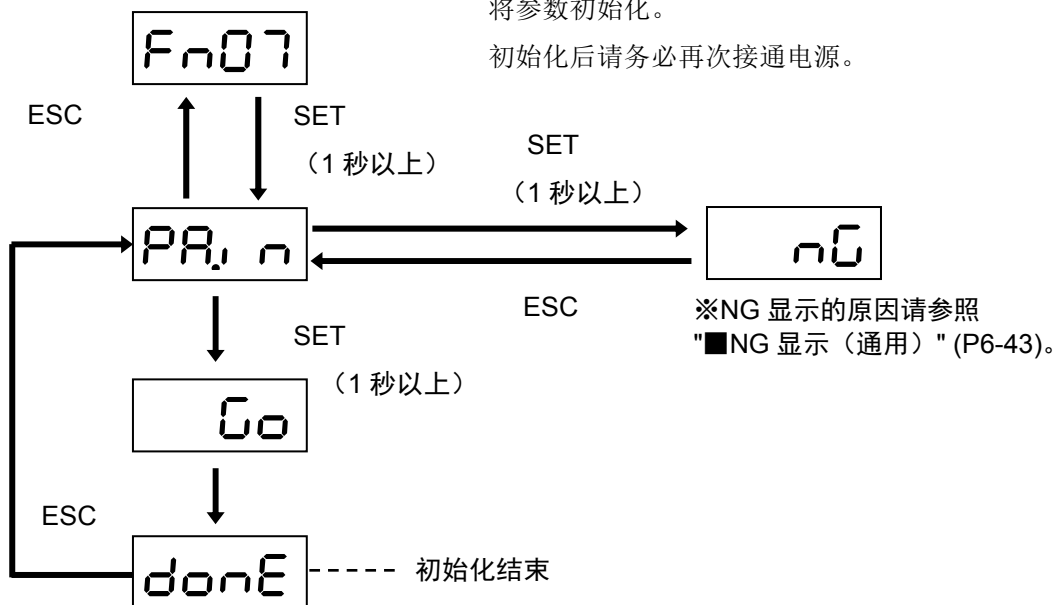 将参数初始化。
Fn07
初始化后请务必再次接通电源。
ESC
SET
(1 秒以上)
SET
(1 秒以上)
PA.i n
nG
ESC
※NG 显示的原因请参照
"■NG 显示（通用）" (P6-43)。
SET
(1 秒以上)
Go
ESC
donE
初始化结束